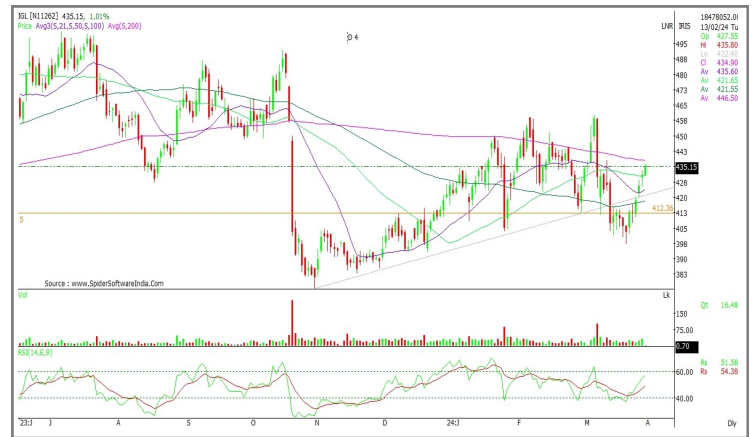 IGL [N11262] 435.15, 1.01%
Price Avg3(S,21,S,50,S,100) Avg(S,200)
LNR IRIS
18478052.0
13/02/24 Tu
Op 427.55
Hi 435.80
Lo 422.40
Cl 434.90
Av 435.60
Av 421.65
Av 421.55
Av 446.50
D 4
495
488
480
473
465
458
450
443
435.15
428
420
412.36
413
405
398
390
383
5
Source : www.SpiderSoftwareIndia.Com
Vol
Lk
Qt 16.48
150
75.00
0.70
RSI(14,E,9)
Rs 51.58
Rs 54.38
60.00
40.00
23:J J A S O N D 24:J F M A
Dly